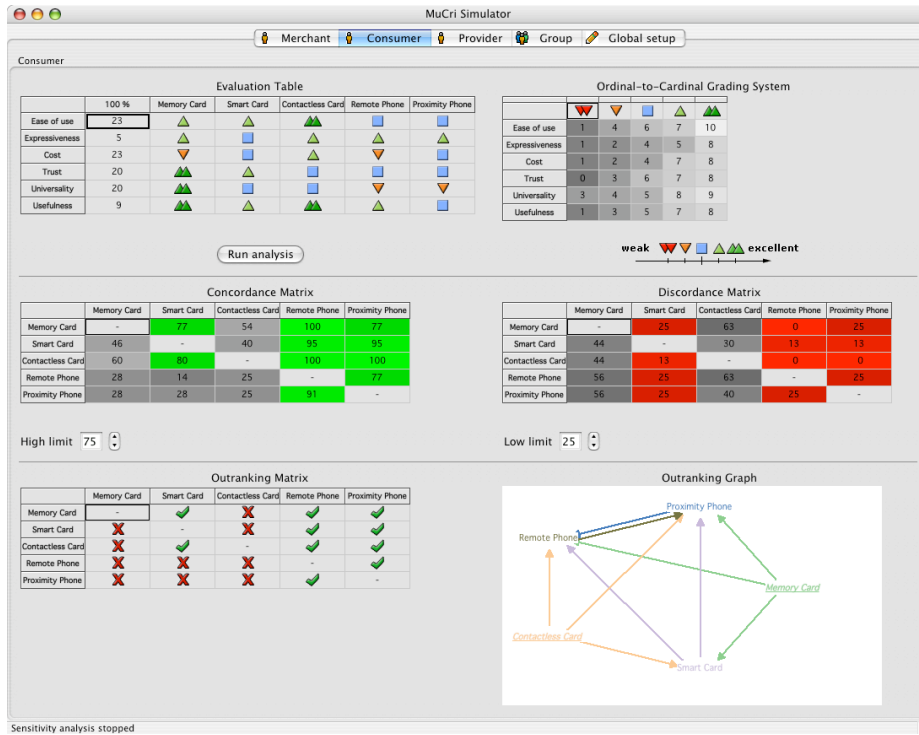 MuCri Simulator
Merchant Consumer Provider Group Global setup
Consumer
Evaluation Table
100 % Memory Card Smart Card Contactless Card Remote Phone Proximity Phone
Ease of use 23
Expressiveness 5
Cost 23
Trust 20
Universality 20
Usefulness 9
Ordinal-to-Cardinal Grading System
Ease of use 1 4 6 7 10
Expressiveness 1 2 4 5 8
Cost 1 2 4 7 8
Trust 0 3 6 7 8
Universality 3 4 5 8 9
Usefulness 1 3 5 7 8
Run analysis
weak excellent
Concordance Matrix
Memory Card Smart Card Contactless Card Remote Phone Proximity Phone
Memory Card - 77 54 100 77
Smart Card 46 - 40 95 95
Contactless Card 60 80 - 100 100
Remote Phone 28 14 25 - 77
Proximity Phone 28 28 25 91 -
High limit 75
Discordance Matrix
Memory Card Smart Card Contactless Card Remote Phone Proximity Phone
Memory Card - 25 63 0 25
Smart Card 44 - 30 13 13
Contactless Card 44 13 - 0 0
Remote Phone 56 25 63 - 25
Proximity Phone 56 25 40 25 -
Low limit 25
Outranking Matrix
Memory Card Smart Card Contactless Card Remote Phone Proximity Phone
Memory Card -
Smart Card -
Contactless Card -
Remote Phone -
Proximity Phone -
Outranking Graph
Proximity Phone
Remote Phone
Memory Card
Contactless Card
Smart Card
Sensitivity analysis stopped